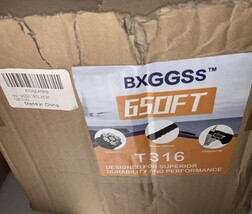 BXGGSS™
650FT
T316
DESIGNED FOR SUPERIOR
DURABILITY AND PERFORMANCE
Made in China